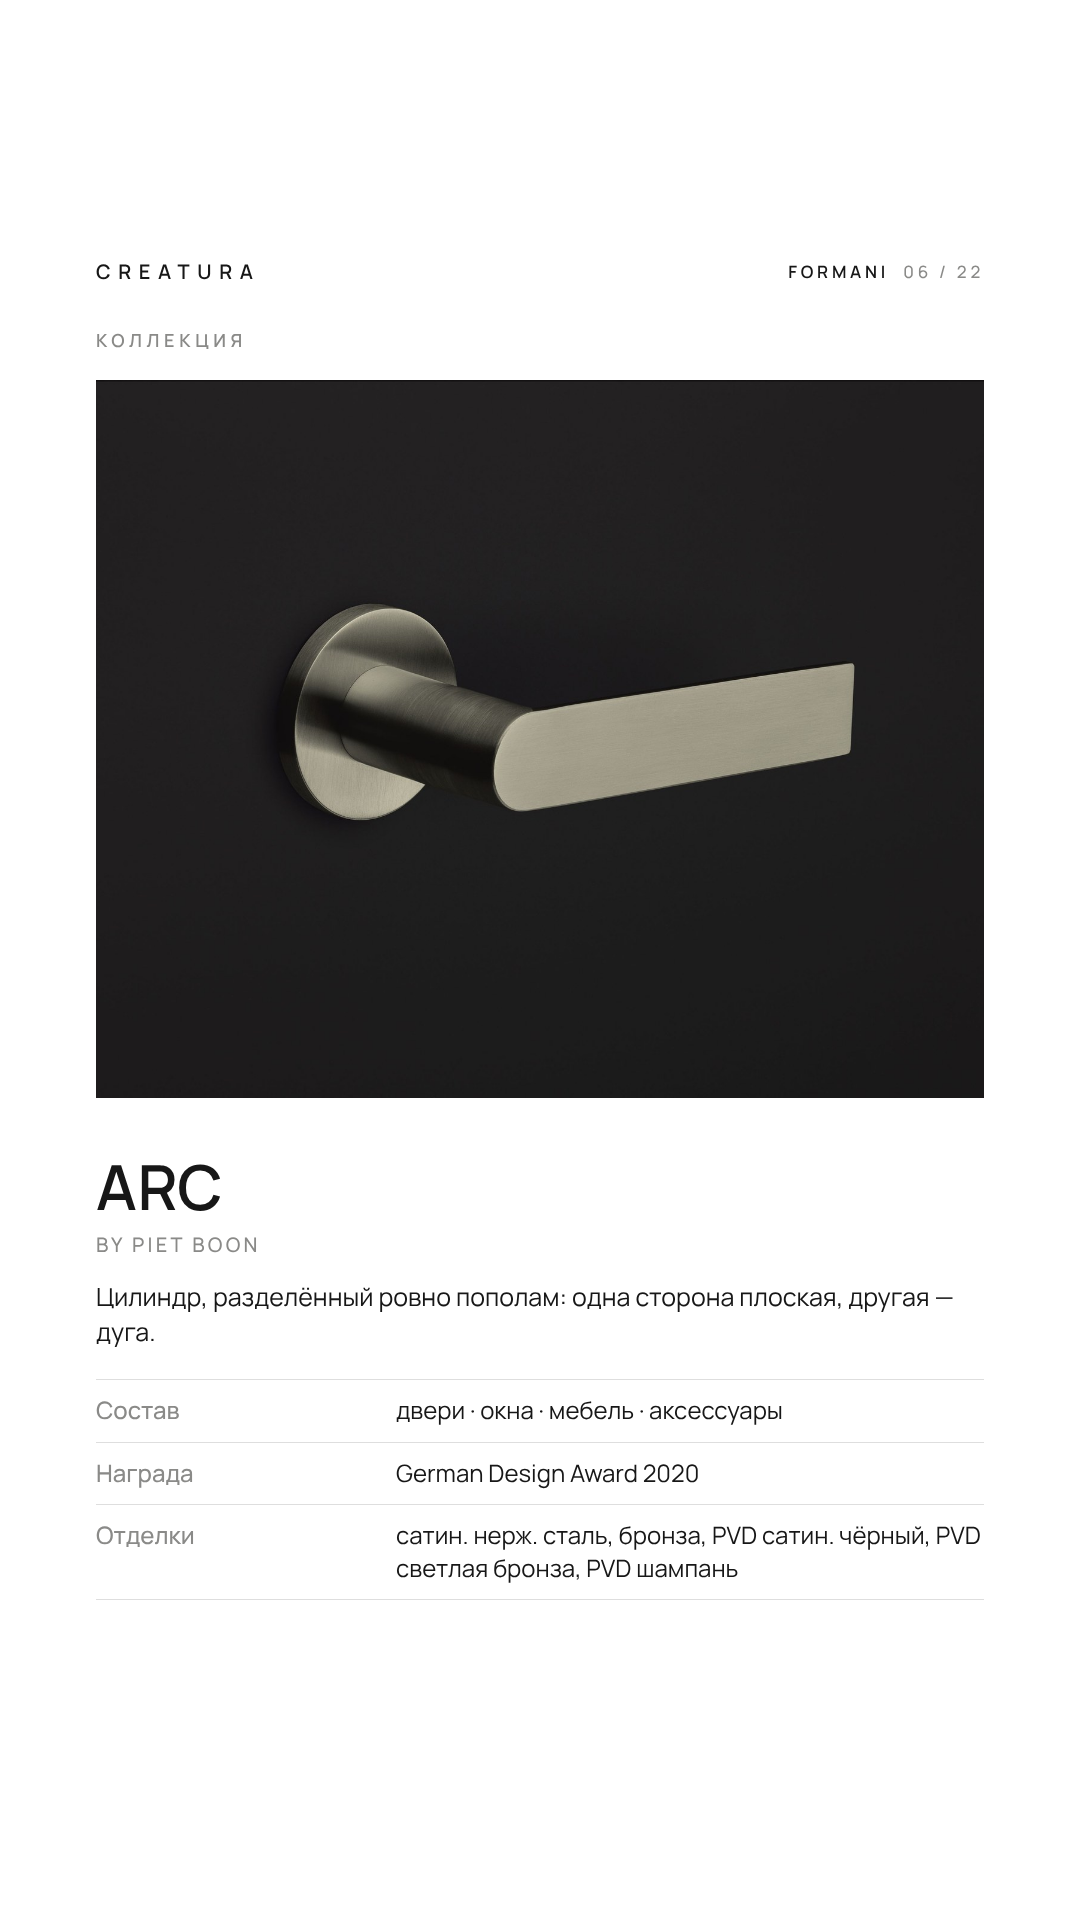 CREATURA
FORMANI 06 / 22
КОЛЛЕКЦИЯ
ARC
BY PIET BOON
Цилиндр, разделённый ровно пополам: одна сторона плоская, другая —
дуга.
Состав двери · окна · мебель · аксессуары
Награда German Design Award 2020
Отделки сатин. нерж. сталь, бронза, PVD сатин. чёрный, PVD
светлая бронза, PVD шампань